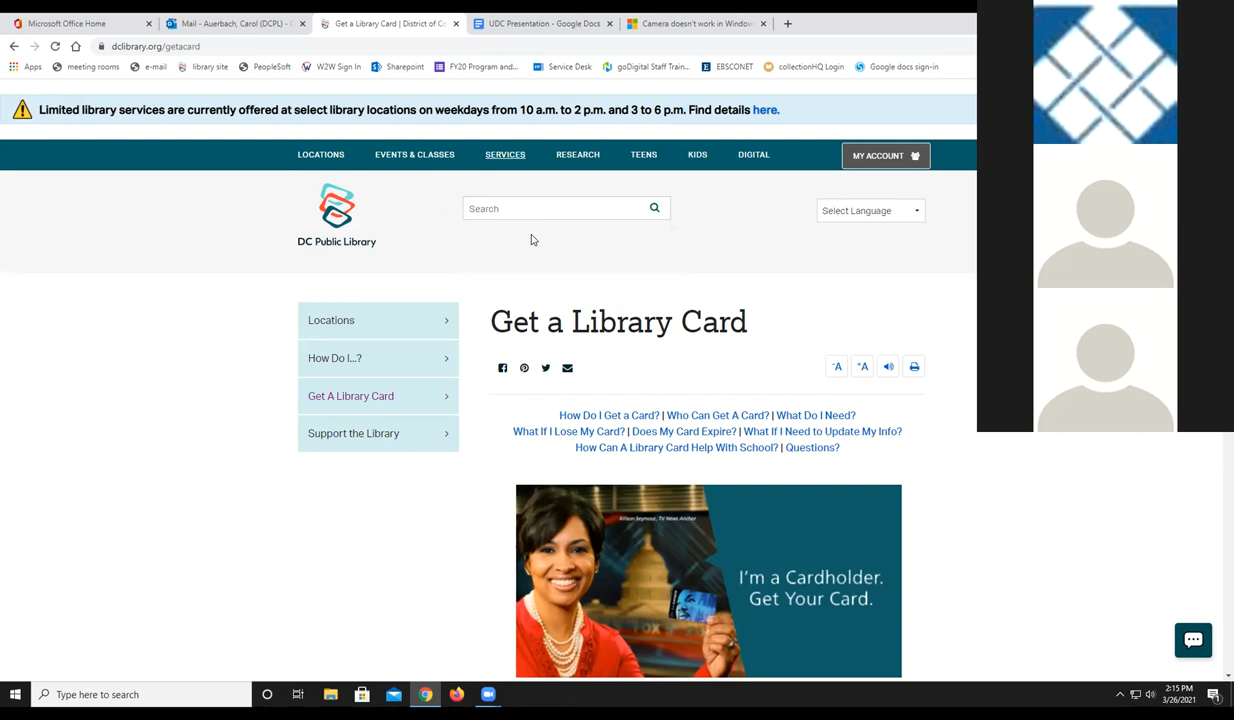 Microsoft Office Home
Mail - Auerbach, Carol (DCPL) -
Get a Library Card | District of C
UDC Presentation - Google Docs
Camera doesn't work in Window
dclibrary.org/getacard
Apps
meeting rooms
e-mail
library site
PeopleSoft
W2W Sign In
Sharepoint
FY20 Program and...
Service Desk
goDigital Staff Train...
EBSCONET
collectionHQ Login
Google docs sign-in
Limited library services are currently offered at select library locations on weekdays from 10 a.m. to 2 p.m. and 3 to 6 p.m. Find details here.
LOCATIONS EVENTS & CLASSES SERVICES RESEARCH TEENS KIDS DIGITAL MY ACCOUNT
DC Public Library
Search
Select Language
Locations
How Do I...?
Get A Library Card
Support the Library
Get a Library Card
-A +A
How Do I Get a Card? | Who Can Get A Card? | What Do I Need?
What If I Lose My Card? | Does My Card Expire? | What If I Need to Update My Info?
How Can A Library Card Help With School? | Questions?
Allison Seymour, TV News Anchor
I'm a Cardholder.
Get Your Card.
Type here to search
2:15 PM
3/26/2021
1